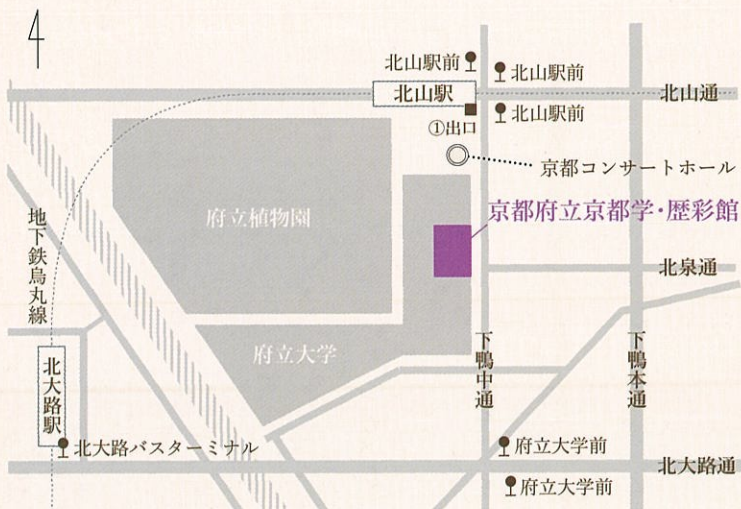 北山駅前
北山駅前
北山駅
北山通
北山駅前
①出口
京都コンサートホール
京都府立京都学・歴彩館
府立植物園
地下鉄烏丸線
北泉通
府立大学
下鴨中通
下鴨本通
北大路駅
北大路バスターミナル
府立大学前
北大路通
府立大学前